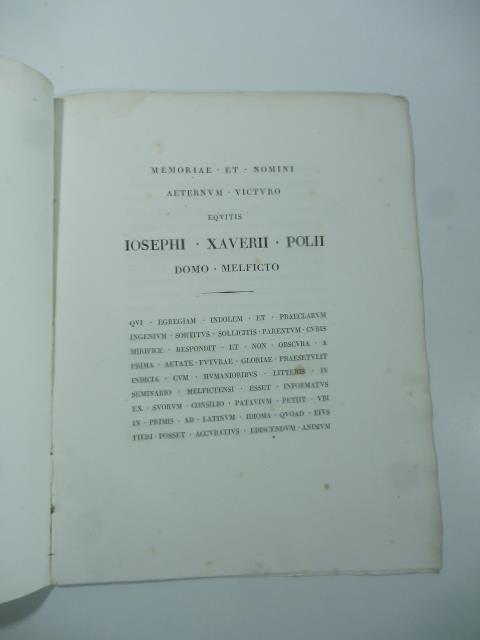 MEMORIAE · ET · NOMINI
AETERNVM · VICTVRO
EQVITIS
IOSEPHI · XAVERII · POLII
DOMO · MELFICTO
QVI · EGREGIAM · INDOLEM · ET · PRAECLARVM
INGENIVM · SORTITVS · SOLLICITIS · PARENTVM · CVRIS
MIRIFICE · RESPONDIT · ET · NON · OBSCVRA · A
PRIMA · AETATE · FVTVRAE · GLORIAE · PRAESETVLIT
INDICIA · CVM · HVMANIORIBVS · LITTERIS · IN
SEMINARIO · MELFICTENSI · ESSET · INFORMATVS
EX · SVORVM · CONSILIO · PATAVIVM · PETIIT · VBI
IN · PRIMIS · AD · LATINVM · IDIOMA · QVOAD · EIVS
FIERI · POSSET · ACCVRATIVS · EDISCENDVM · ANIMVM